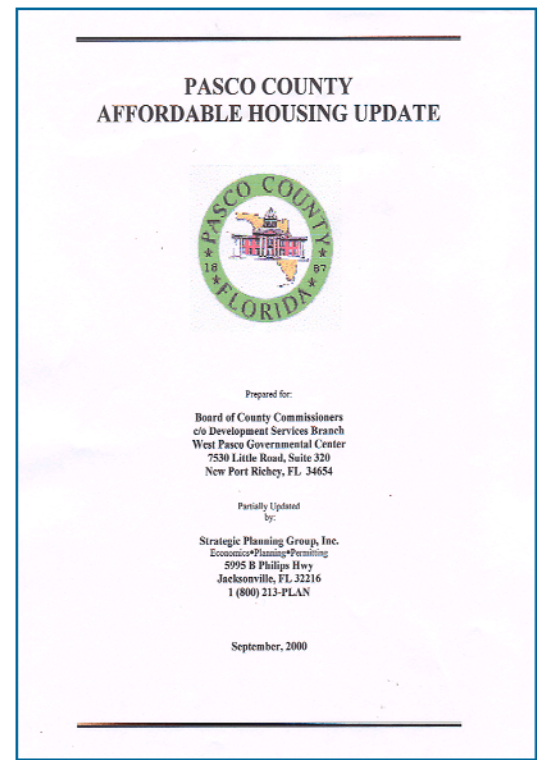 PASCO COUNTY
AFFORDABLE HOUSING UPDATE
PASCO COUNTY
18 87
FLORIDA
Prepared for:
Board of County Commissioners
c/o Development Services Branch
West Pasco Governmental Center
7530 Little Road, Suite 320
New Port Richey, FL 34654
Partially Updated
by:
Strategic Planning Group, Inc.
Economics•Planning•Permitting
5995 B Philips Hwy
Jacksonville, FL 32216
1 (800) 213-PLAN
September, 2000